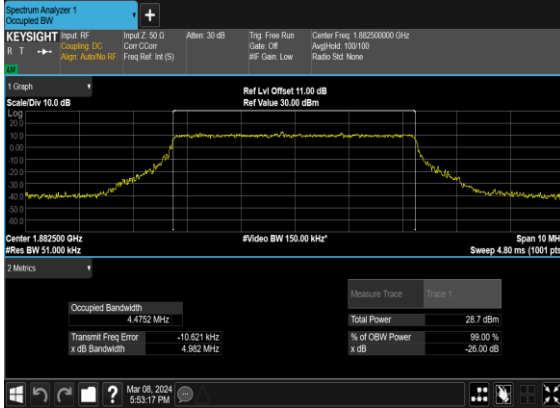 Spectrum Analyzer 1
Occupied BW
+
KEYSIGHT
R T
LXI
Input: RF
Coupling: DC
Align: Auto/No RF
Input Z: 50 Ω
Corr CCorr
Freq Ref: Int (S)
Atten: 30 dB
Trig: Free Run
Gate: Off
#IF Gain: Low
Center Freq: 1.882500000 GHz
Avg|Hold: 100/100
Radio Std: None
1 Graph
Scale/Div 10.0 dB
Ref Lvl Offset 11.00 dB
Ref Value 30.00 dBm
Log
20.0
10.0
0.00
-10.0
-20.0
-30.0
-40.0
-50.0
-60.0
Center 1.882500 GHz
#Res BW 51.000 kHz
#Video BW 150.00 kHz*
Span 10 MH
Sweep 4.80 ms (1001 pts
2 Metrics
Measure Trace
Trace 1
Occupied Bandwidth
4.4752 MHz
Total Power
28.7 dBm
Transmit Freq Error
-10.621 kHz
% of OBW Power
99.00 %
x dB Bandwidth
4.982 MHz
x dB
-26.00 dB
?
Mar 08, 2024
5:53:17 PM